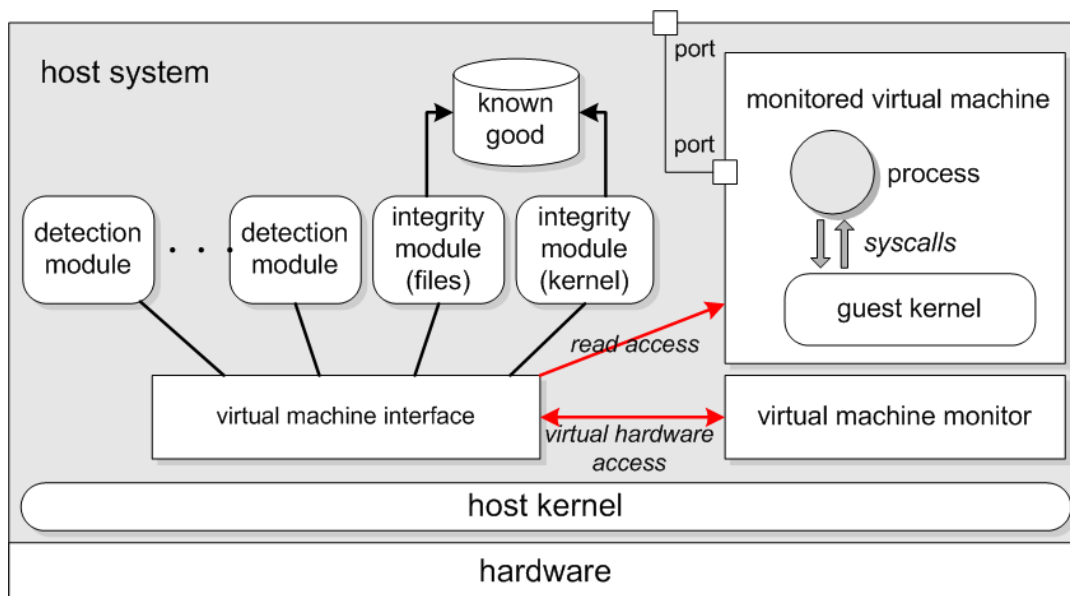 host system
port
known
good
monitored virtual machine
port
process
detection
module
. . .
detection
module
integrity
module
(files)
integrity
module
(kernel)
syscalls
guest kernel
read access
virtual machine interface
virtual hardware
access
virtual machine monitor
host kernel
hardware